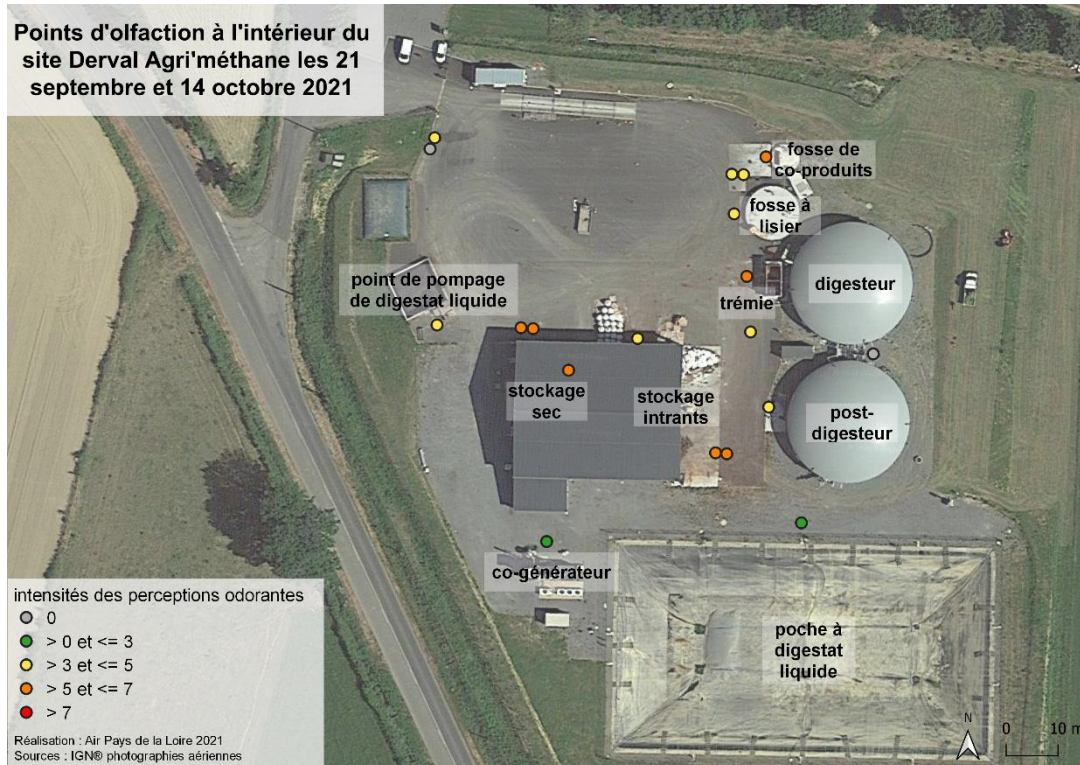 Points d'olfaction à l'intérieur du
site Derval Agri'méthane les 21
septembre et 14 octobre 2021
fosse de
co-produits
fosse à
lisier
point de pompage
de digestat liquide
trémie
digesteur
stockage
sec
stockage
intrants
post-
digesteur
co-générateur
poche à
digestat
liquide
intensités des perceptions odorantes
0
> 0 et <= 3
> 3 et <= 5
> 5 et <= 7
> 7
Réalisation : Air Pays de la Loire 2021
Sources : IGN® photographies aériennes
N
0 10 m